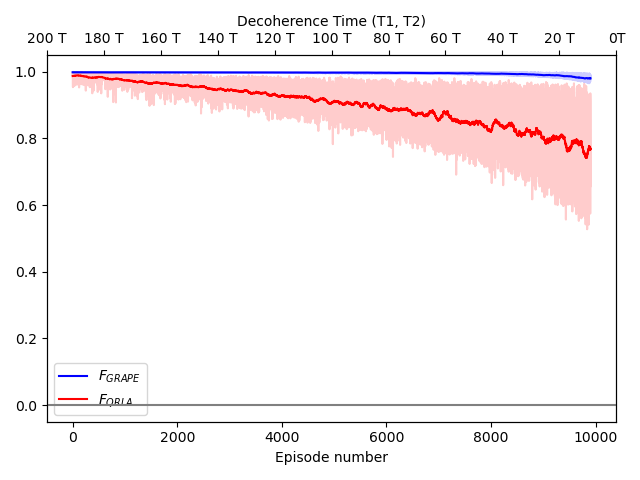 Decoherence Time (T1, T2)
200 T 180 T 160 T 140 T 120 T 100 T 80 T 60 T 40 T 20 T 0T
1.0
0.8
0.6
0.4
0.2
0.0
F_GRAPE
F_QRLA
0 2000 4000 6000 8000 10000
Episode number